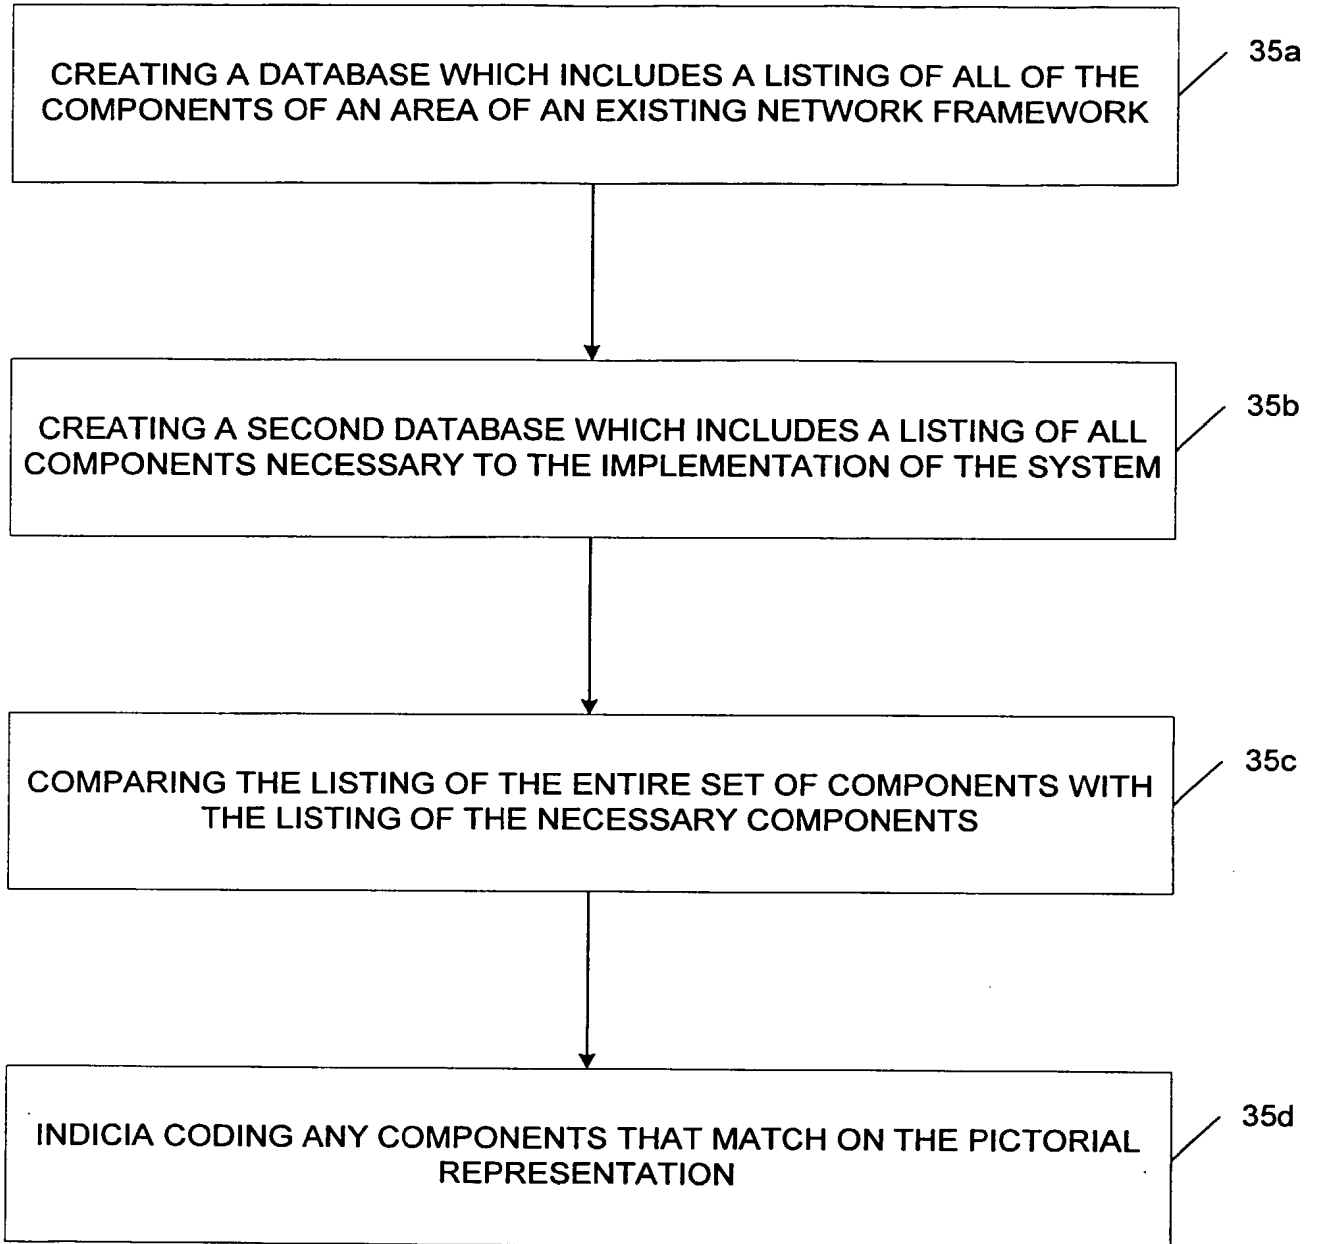 CREATING A DATABASE WHICH INCLUDES A LISTING OF ALL OF THE
COMPONENTS OF AN AREA OF AN EXISTING NETWORK FRAMEWORK
35a
CREATING A SECOND DATABASE WHICH INCLUDES A LISTING OF ALL
COMPONENTS NECESSARY TO THE IMPLEMENTATION OF THE SYSTEM
35b
COMPARING THE LISTING OF THE ENTIRE SET OF COMPONENTS WITH
THE LISTING OF THE NECESSARY COMPONENTS
35c
INDICIA CODING ANY COMPONENTS THAT MATCH ON THE PICTORIAL
REPRESENTATION
35d